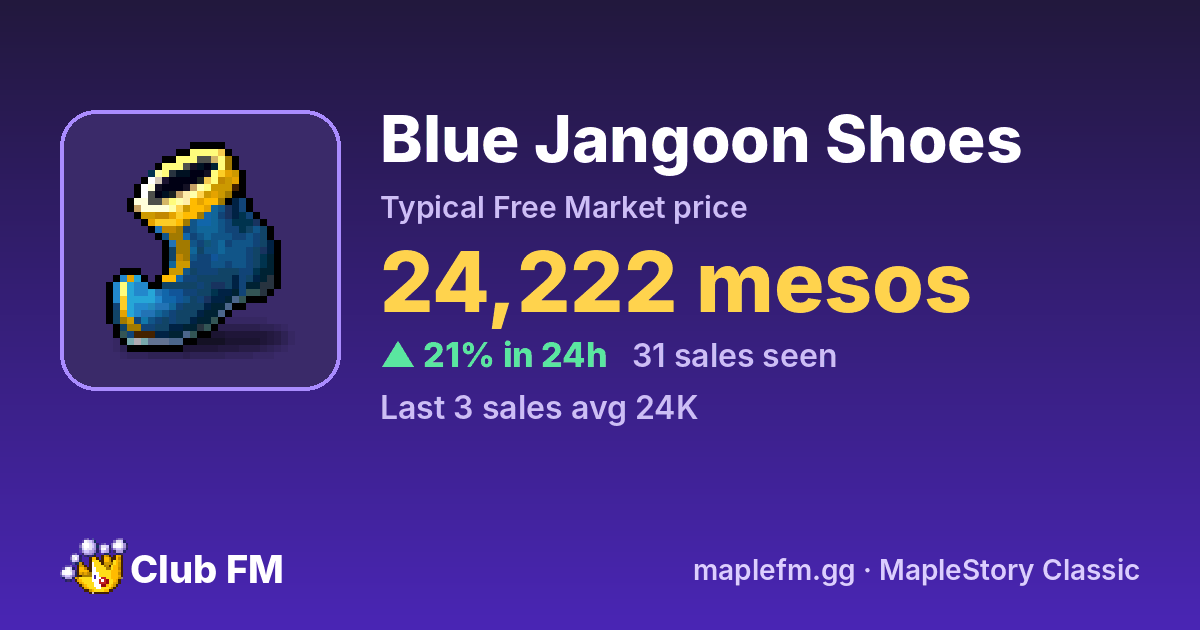 Blue Jangoon Shoes
Typical Free Market price
24,222 mesos
▲ 21% in 24h 31 sales seen
Last 3 sales avg 24K
Club FM
maplefm.gg · MapleStory Classic